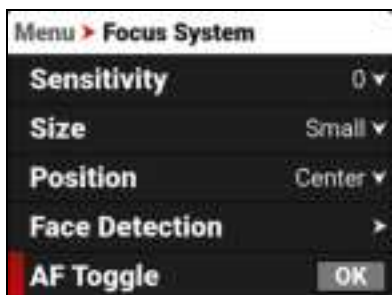 Menu > Focus System
Sensitivity 0
Size Small
Position Center
Face Detection
AF Toggle OK